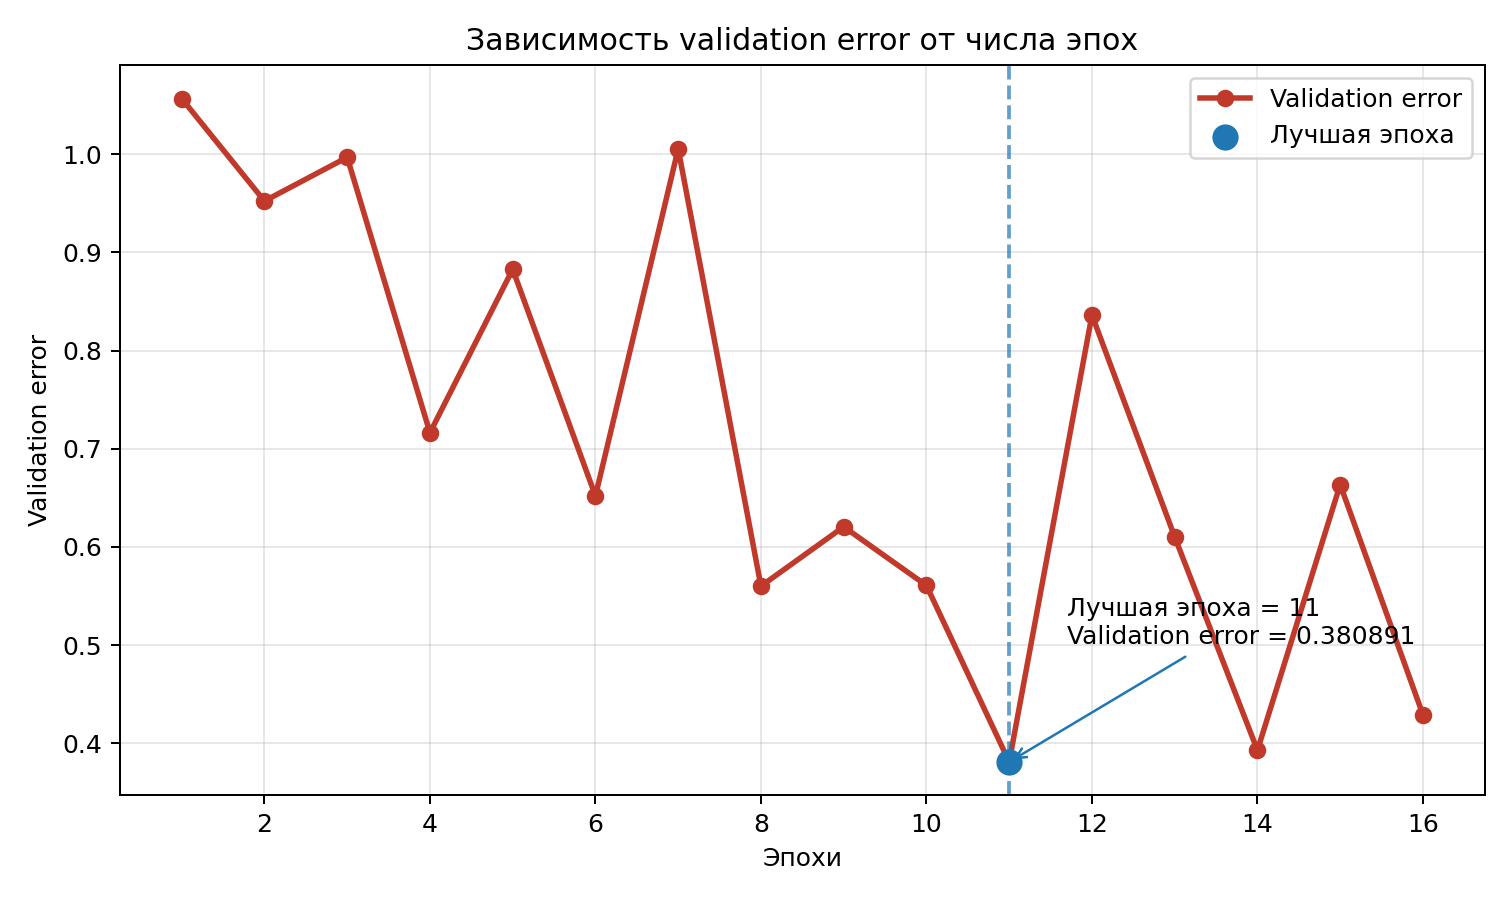 Зависимость validation error от числа эпох
Validation error
Лучшая эпоха
Validation error
1.0
0.9
0.8
0.7
0.6
0.5
0.4
Лучшая эпоха = 11
Validation error = 0.380891
2 4 6 8 10 12 14 16
Эпохи